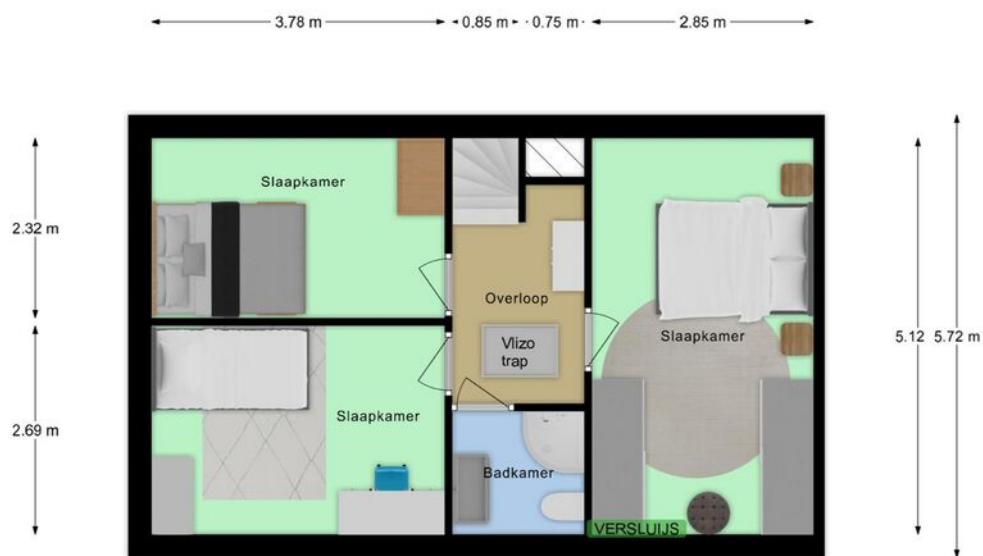 3.78 m
0.85 m
0.75 m
2.85 m
Slaapkamer
2.32 m
Overloop
Slaapkamer
Vlizo
trap
5.12
5.72 m
Slaapkamer
2.69 m
Badkamer
VERSLUIJS